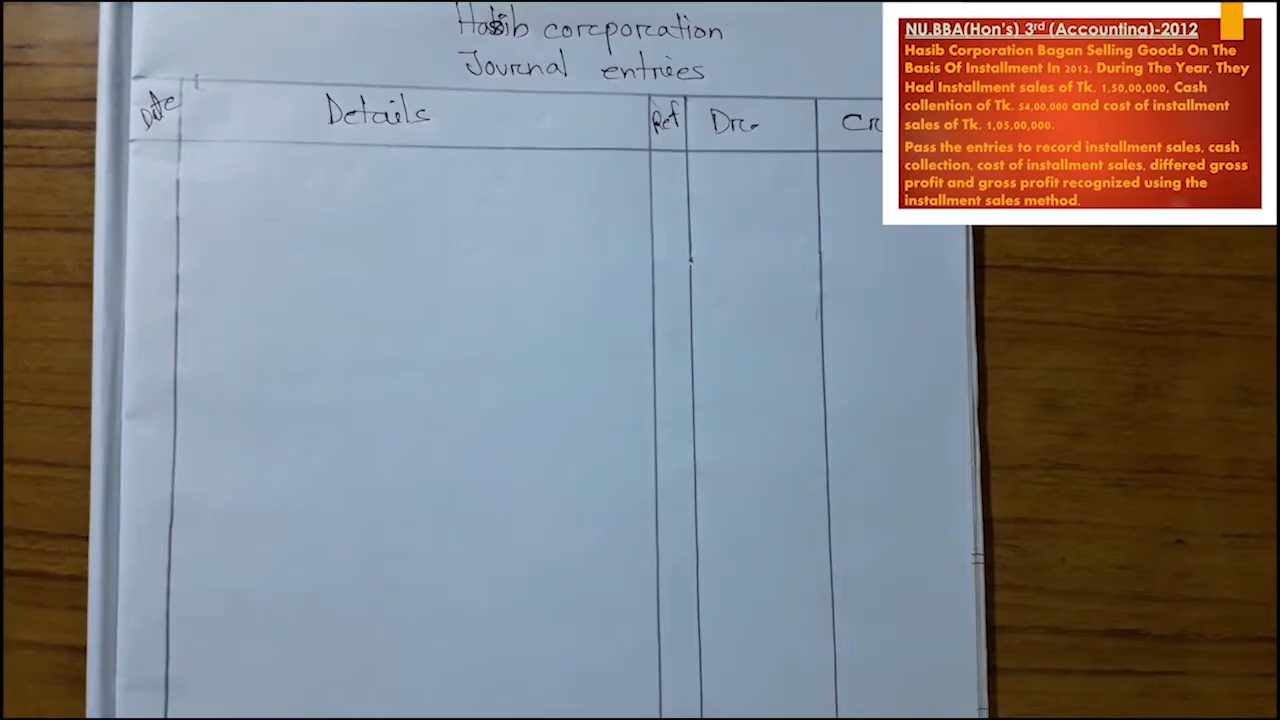 Hasib corporcation
Journal entries
Date
Details
Ref
Dr.
Cr
NU.BBA(Hon's) 3rd (Accounting)-2012
Hasib Corporation Bagan Selling Goods On The
Basis Of Installment In 2012. During The Year, They
Had Installment sales of Tk. 1,50,00,000, Cash
collention of Tk. 54,00,000 and cost of installment
sales of Tk. 1,05,00,000.
Pass the entries to record installment sales, cash
collection, cost of installment sales, differed gross
profit and gross profit recognized using the
installment sales method.